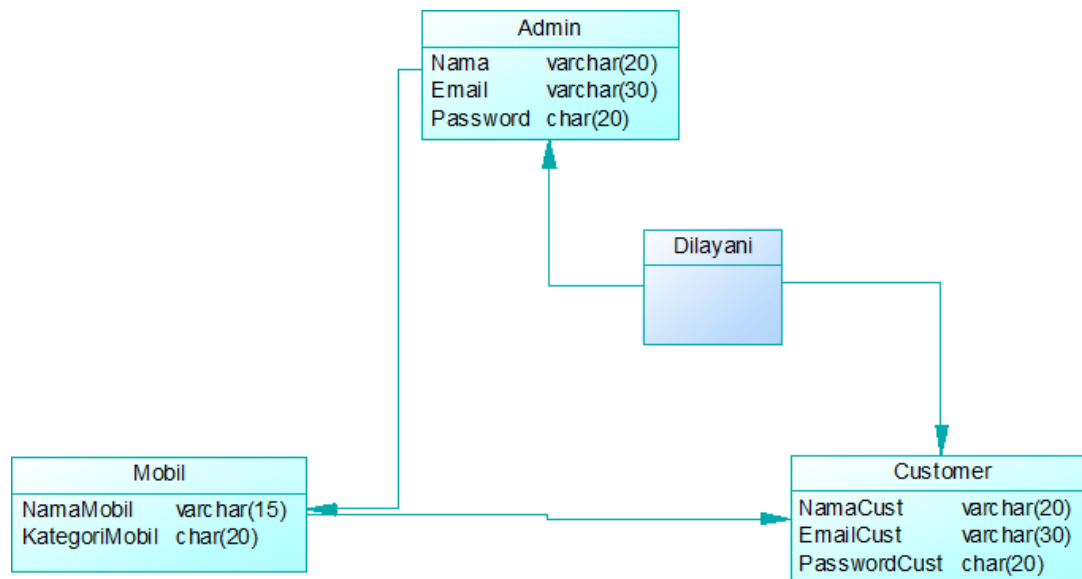 Admin
Nama varchar(20)
Email varchar(30)
Password char(20)
Dilayani
Mobil
NamaMobil varchar(15)
KategoriMobil char(20)
Customer
NamaCust varchar(20)
EmailCust varchar(30)
PasswordCust char(20)